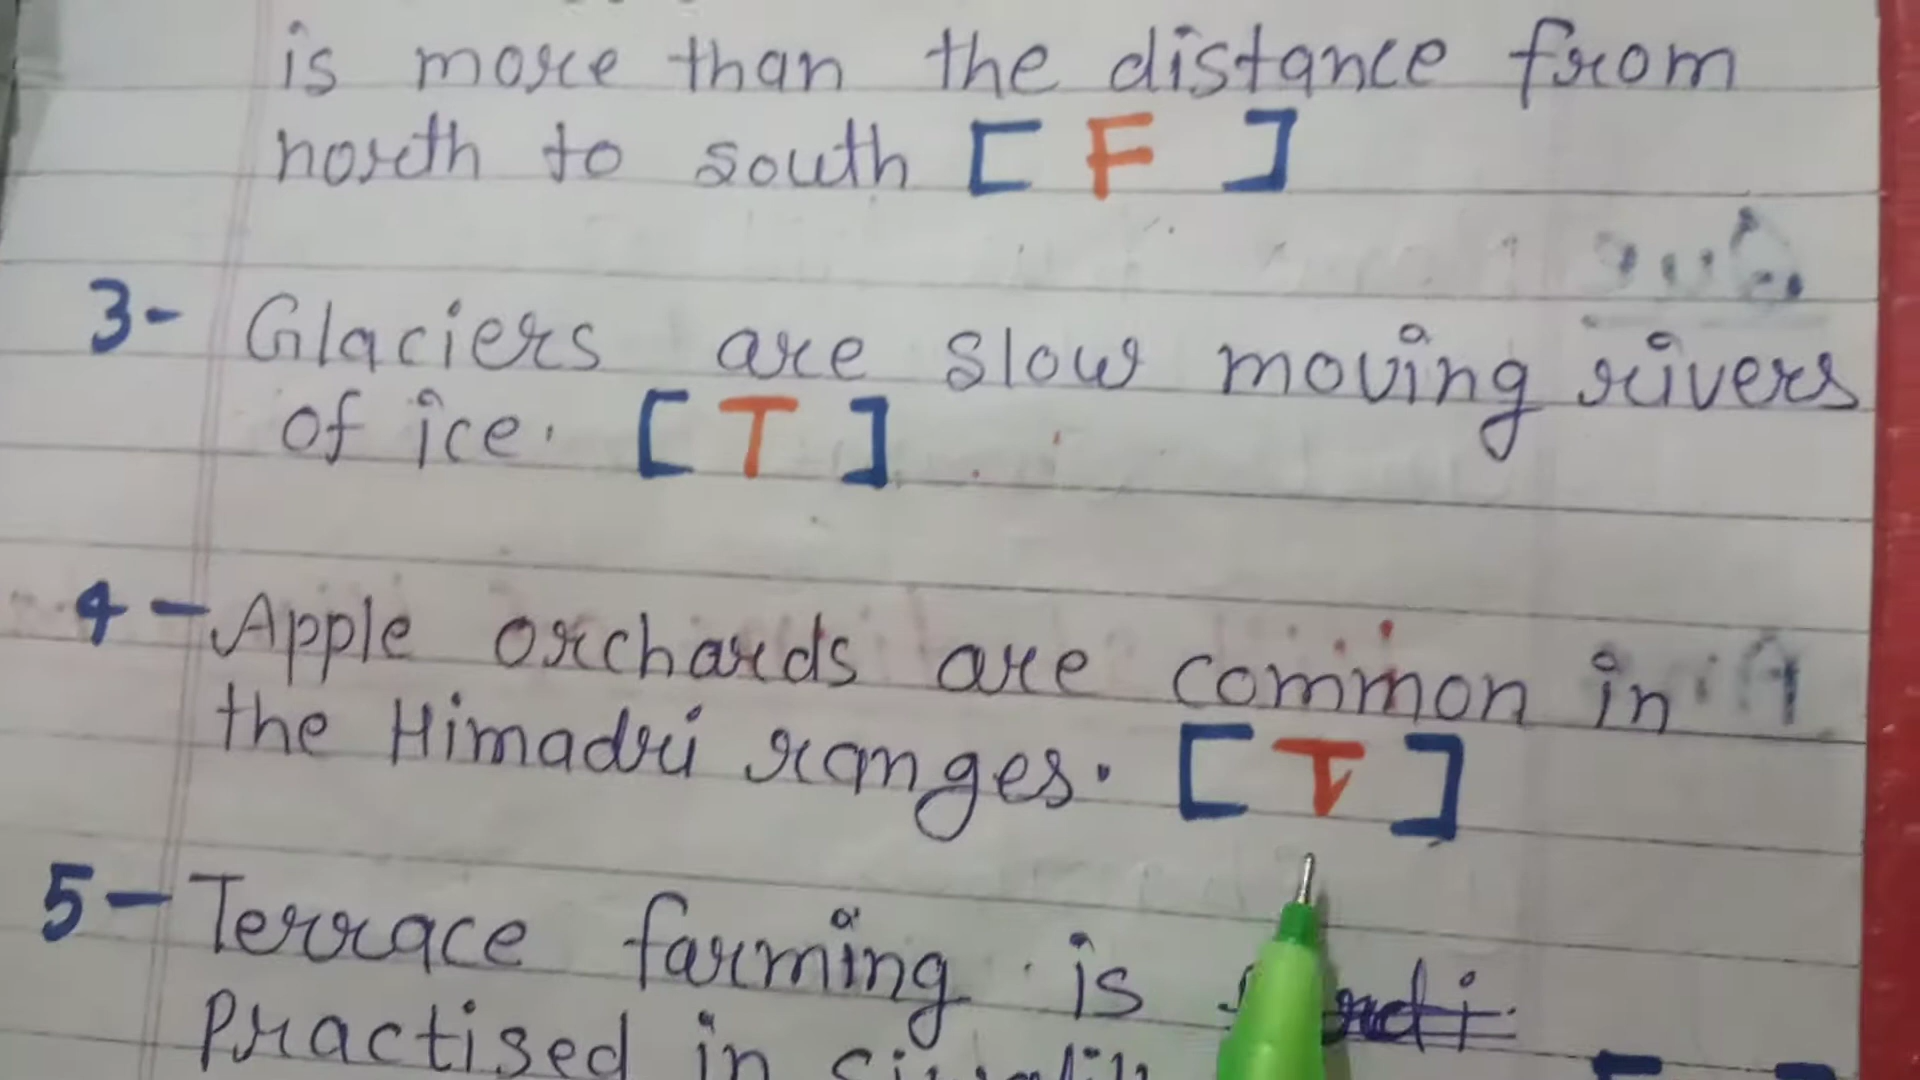 is more than the distance from
north to south [ F ]
3- Glaciers are slow moving rivers
of ice. [ T ]
4 - Apple orchards are common in
the Himadri ranges. [ T ]
5 - Terrace farming is
Practised in